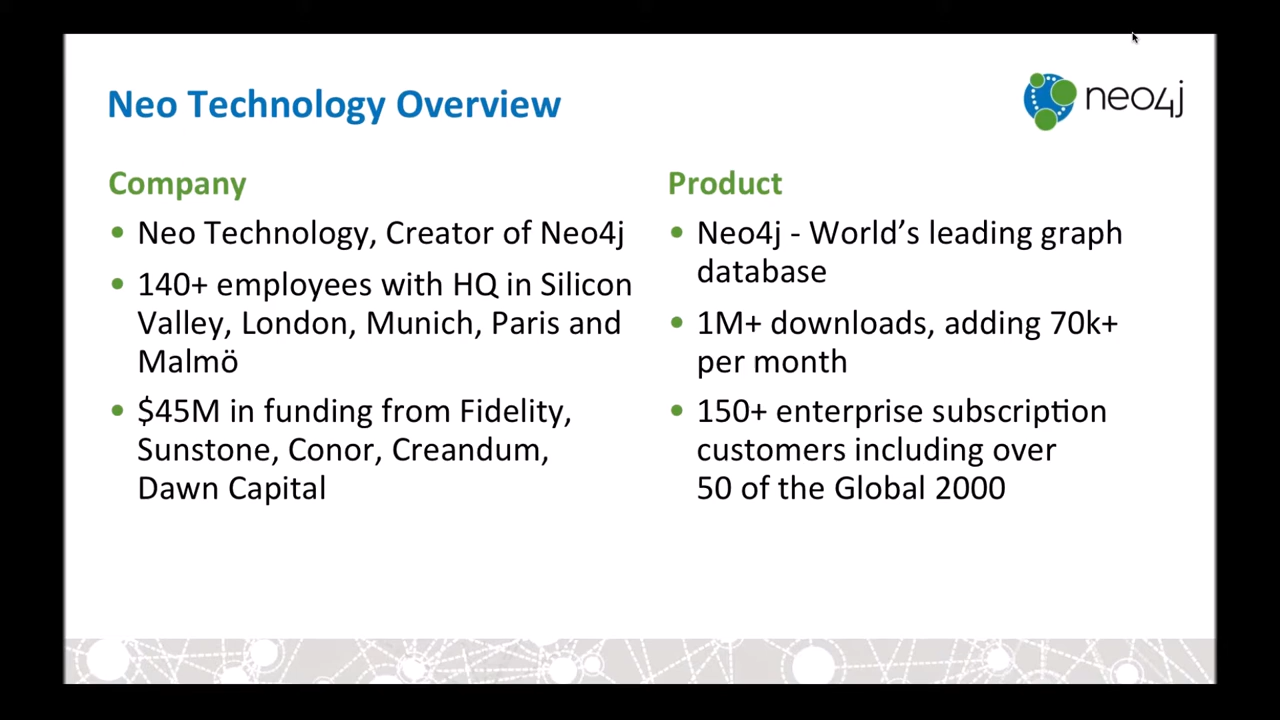 Neo Technology Overview
neo4j
Company
• Neo Technology, Creator of Neo4j
• 140+ employees with HQ in Silicon
Valley, London, Munich, Paris and
Malmö
• $45M in funding from Fidelity,
Sunstone, Conor, Creandum,
Dawn Capital
Product
• Neo4j - World’s leading graph
database
• 1M+ downloads, adding 70k+
per month
• 150+ enterprise subscription
customers including over
50 of the Global 2000